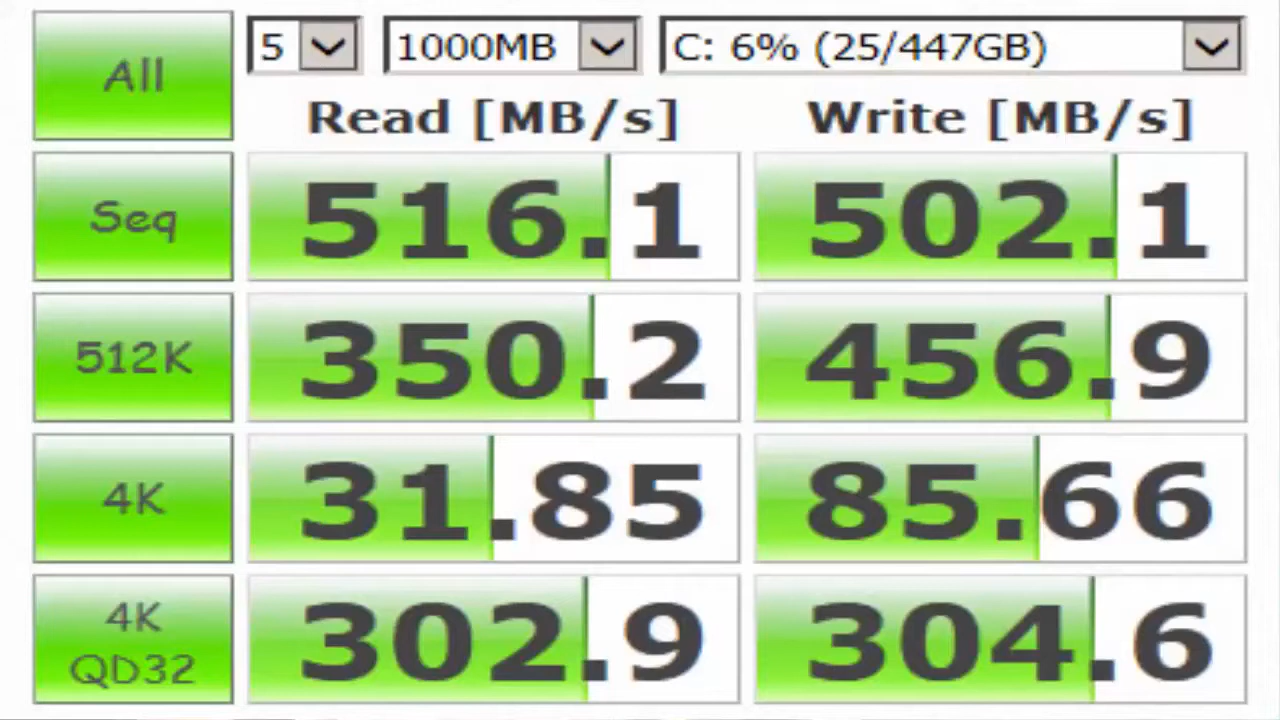 All 5 1000MB C: 6% (25/447GB)
Read [MB/s] Write [MB/s]
Seq 516.1 502.1
512K 350.2 456.9
4K 31.85 85.66
4K QD32 302.9 304.6